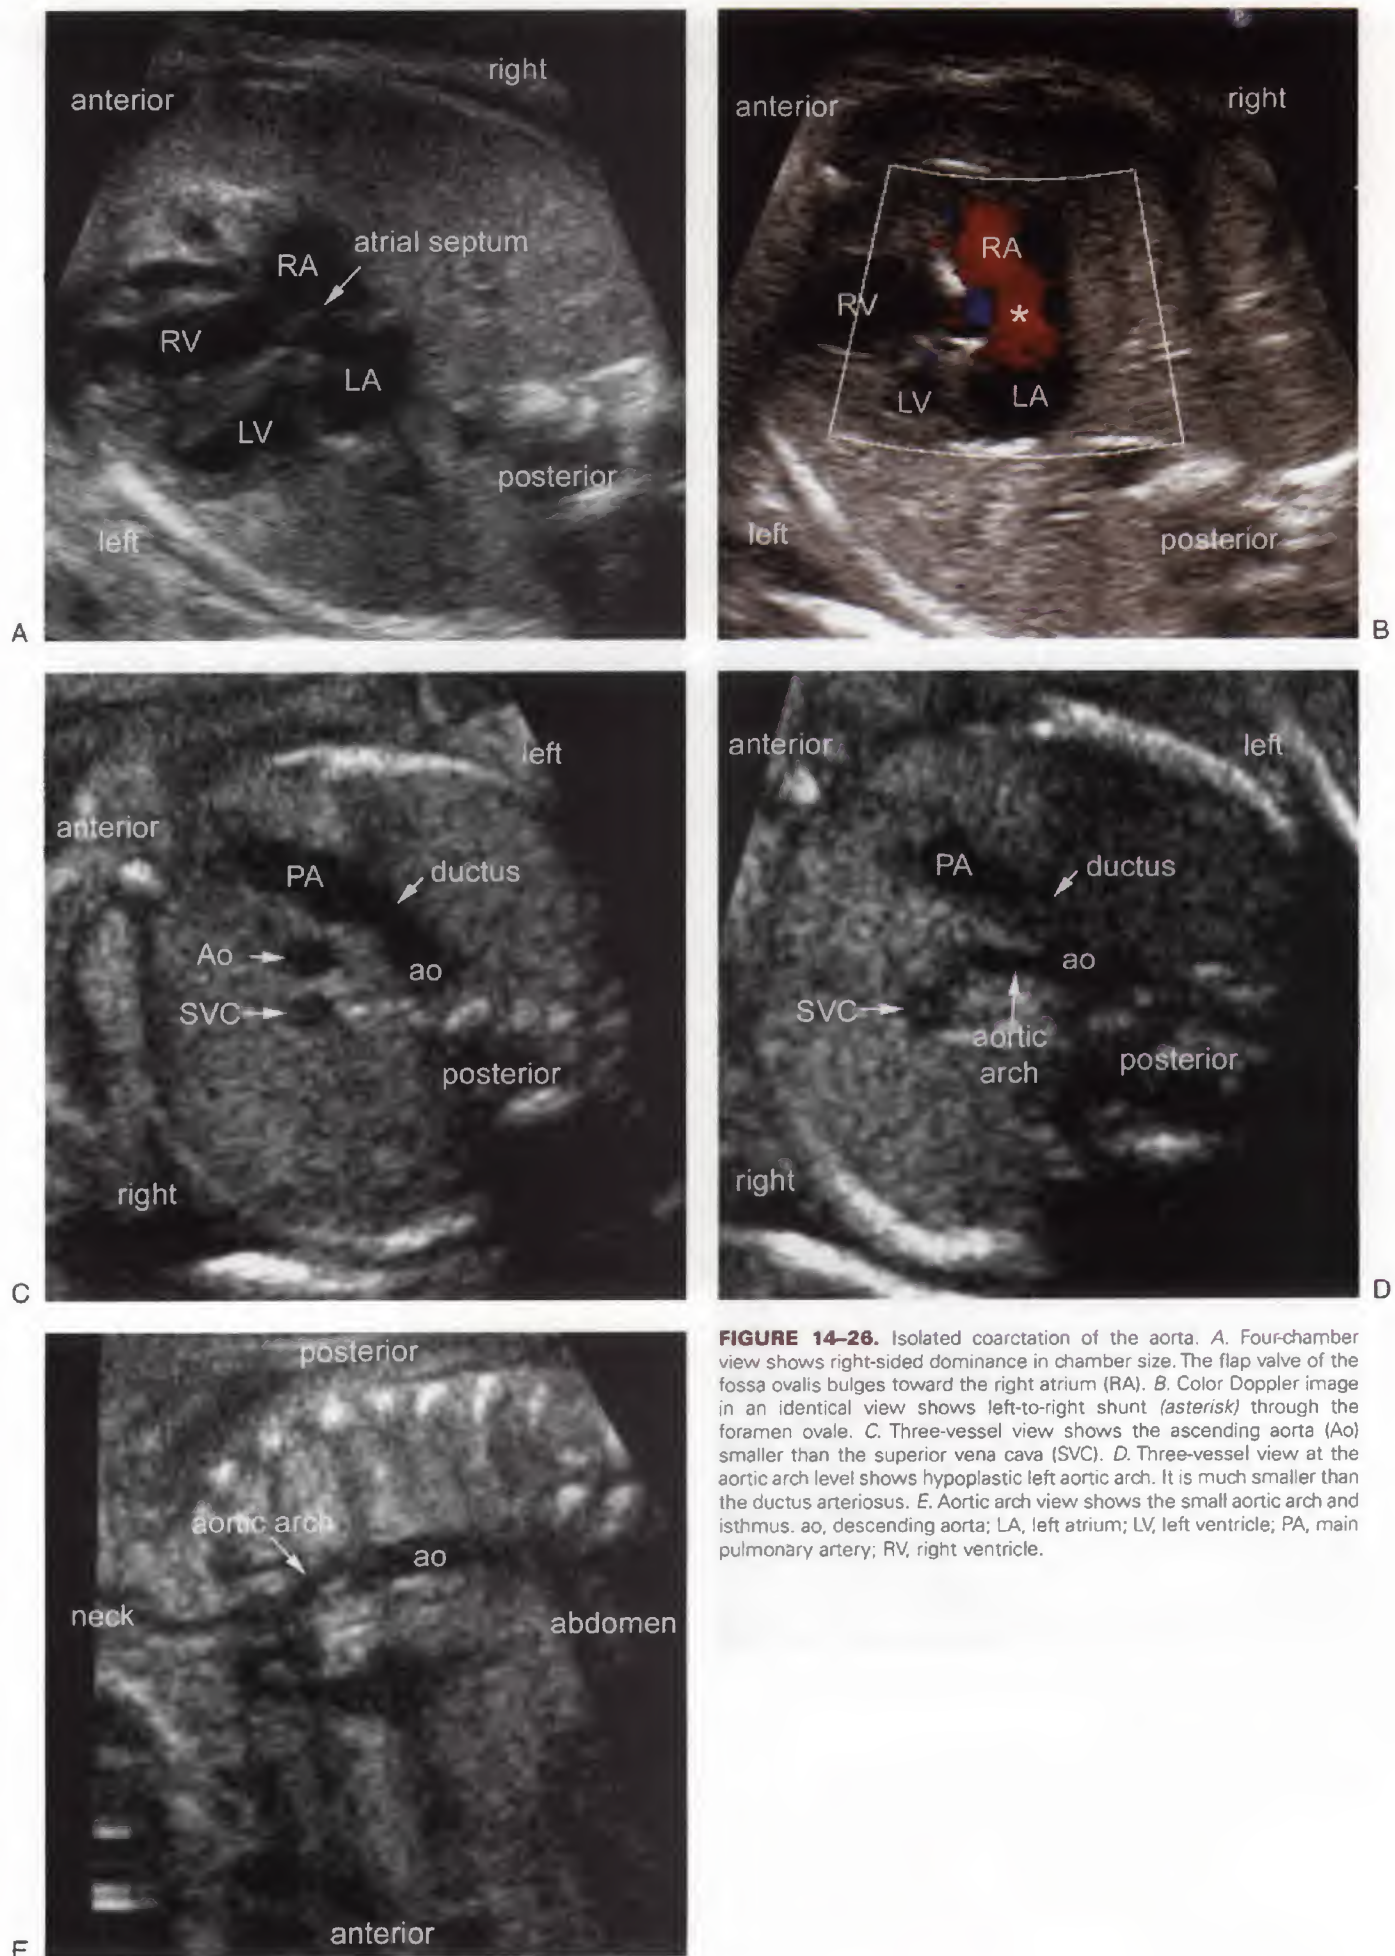 anterior
right
RA
atrial septum
RV
LA
LV
posterior
left
A
anterior
right
RA
RV
*
LV
LA
left
posterior
B
left
anterior
PA
ductus
Ao
ao
SVC
posterior
right
C
anterior
left
PA
ductus
ao
SVC
aortic
arch
posterior
right
D
posterior
aortic arch
ao
neck
abdomen
anterior
E
FIGURE 14–26. Isolated coarctation of the aorta. A. Four-chamber
view shows right-sided dominance in chamber size. The flap valve of the
fossa ovalis bulges toward the right atrium (RA). B. Color Doppler image
in an identical view shows left-to-right shunt (asterisk) through the
foramen ovale. C. Three-vessel view shows the ascending aorta (Ao)
smaller than the superior vena cava (SVC). D. Three-vessel view at the
aortic arch level shows hypoplastic left aortic arch. It is much smaller than
the ductus arteriosus. E. Aortic arch view shows the small aortic arch and
isthmus. ao, descending aorta; LA, left atrium; LV, left ventricle; PA, main
pulmonary artery; RV, right ventricle.